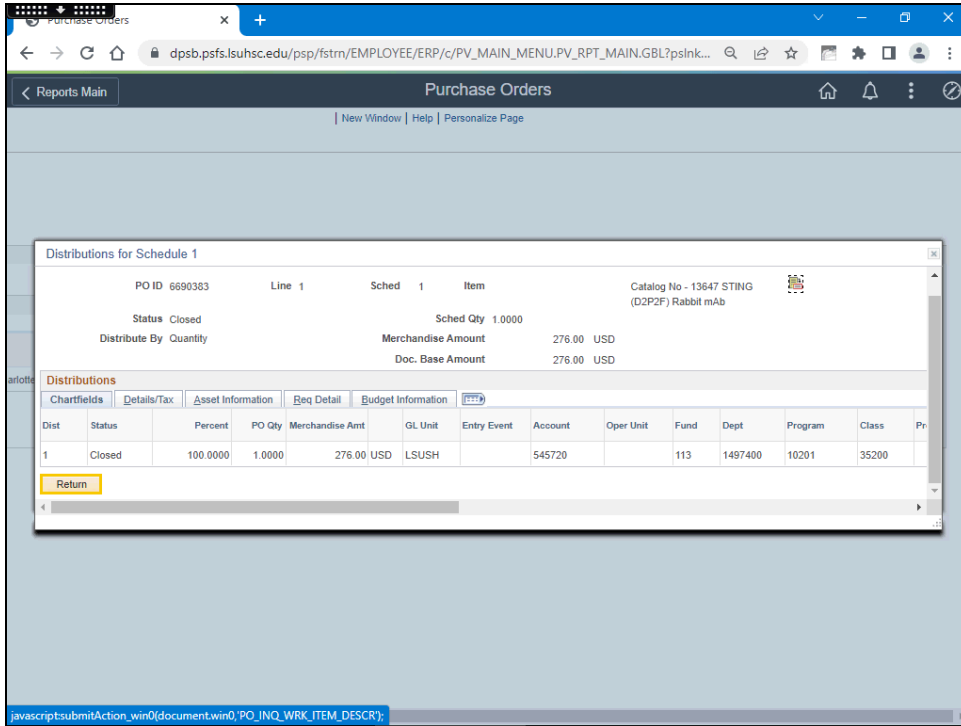 Purchase Orders
dpsb.psfs.lsuhsc.edu/psp/fstrn/EMPLOYEE/ERP/c/PV_MAIN_MENU.PV_RPT_MAIN.GBL?pslnk...
Reports Main
Purchase Orders
New Window | Help | Personalize Page
Distributions for Schedule 1
PO ID 6690383 Line 1 Sched 1 Item Catalog No - 13647 STING
(D2P2F) Rabbit mAb
Status Closed Sched Qty 1.0000
Distribute By Quantity Merchandise Amount 276.00 USD
Doc. Base Amount 276.00 USD
arlotte
Distributions
Chartfields Details/Tax Asset Information Req Detail Budget Information
Dist Status Percent PO Qty Merchandise Amt GL Unit Entry Event Account Oper Unit Fund Dept Program Class Pr
1 Closed 100.0000 1.0000 276.00 USD LSUSH 545720 113 1497400 10201 35200
Return
javascript:submitAction_win0(document.win0,'PO_INQ_WRK_ITEM_DESCR');